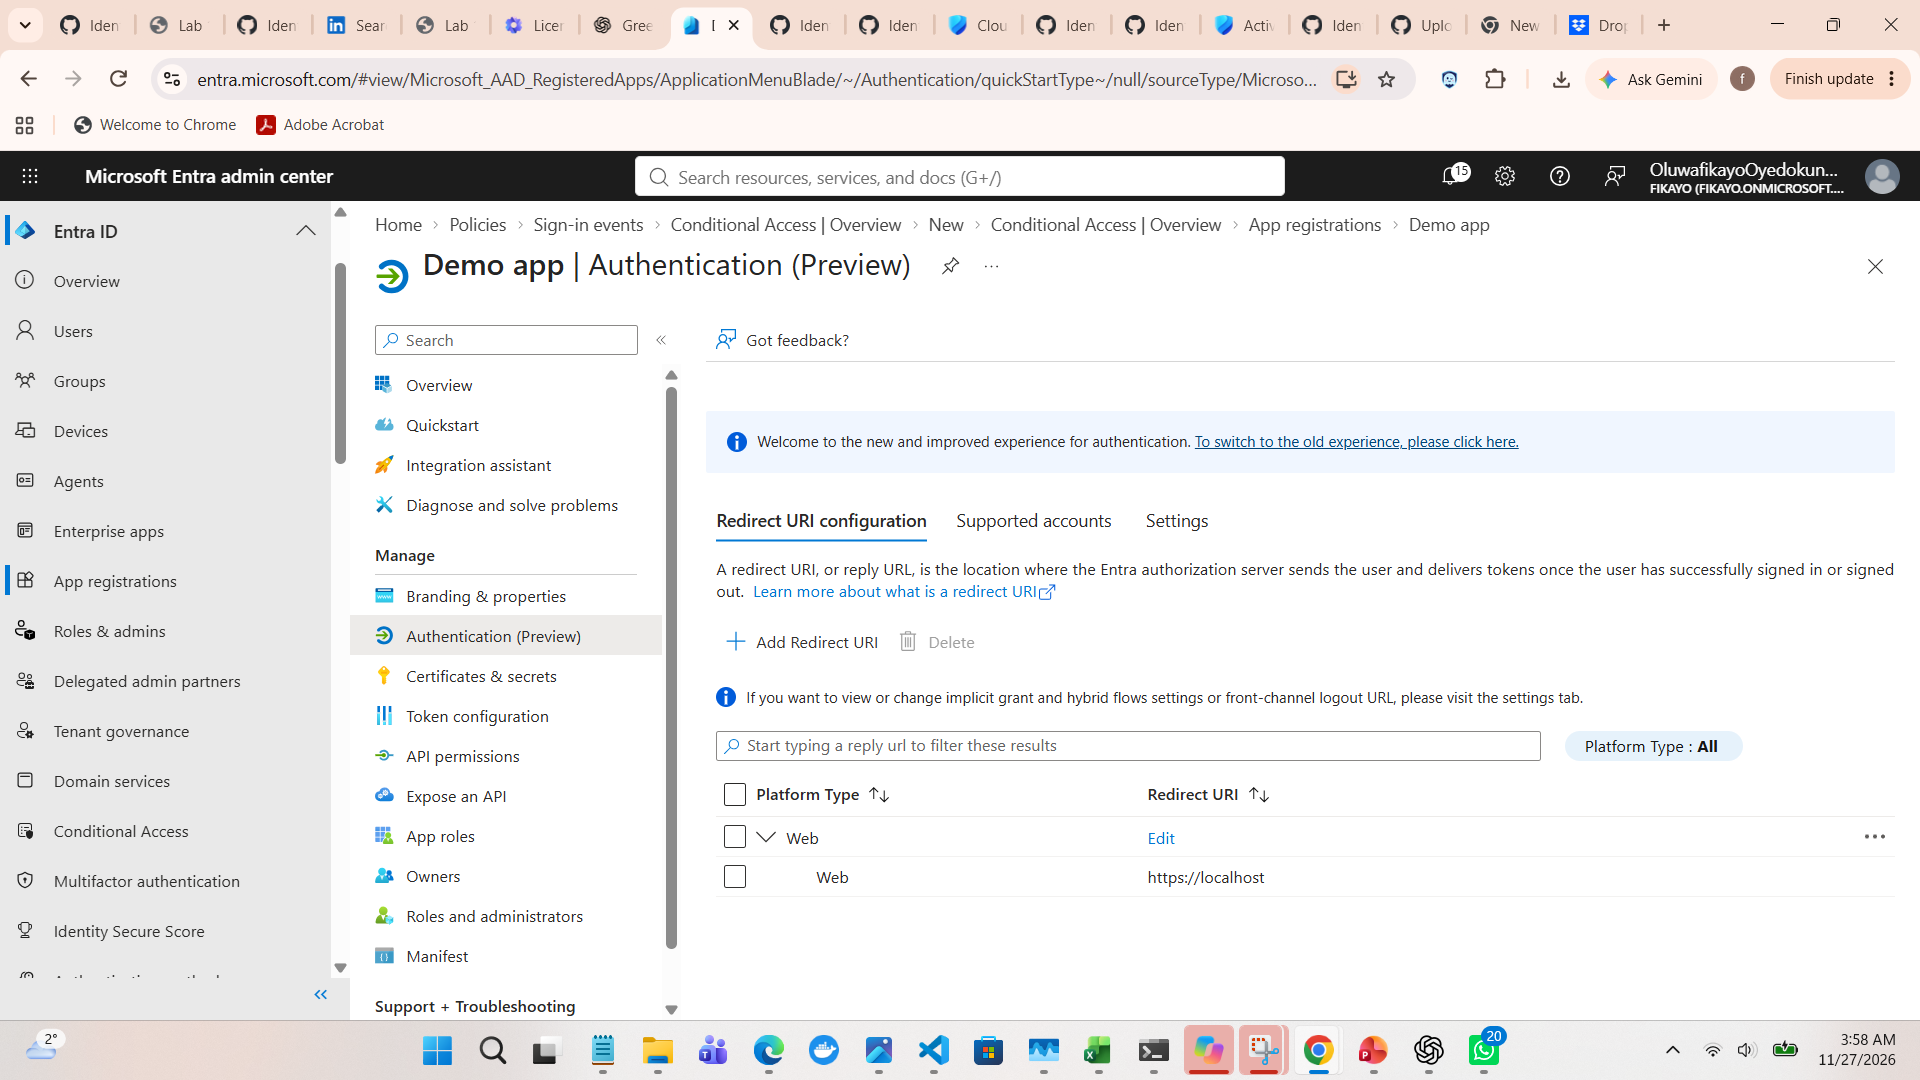 Iden
Lab
Iden
Sear
Lab
Licer
Gree
Iden
Iden
Clou
Iden
Iden
Activ
Iden
Uplo
New
Drop
entra.microsoft.com/#view/Microsoft_AAD_RegisteredApps/ApplicationMenuBlade/~/Authentication/quickStartType~/null/sourceType/Microso...
Ask Gemini
f
Finish update
Welcome to Chrome
Adobe Acrobat
Microsoft Entra admin center
Search resources, services, and docs (G+/)
15
OluwafikayoOyedokun...
FIKAYO (FIKAYO.ONMICROSOFT....
Entra ID
Overview
Users
Groups
Devices
Agents
Enterprise apps
App registrations
Roles & admins
Delegated admin partners
Tenant governance
Domain services
Conditional Access
Multifactor authentication
Identity Secure Score
Home > Policies > Sign-in events > Conditional Access | Overview > New > Conditional Access | Overview > App registrations > Demo app
Demo app | Authentication (Preview)
Search
Overview
Quickstart
Integration assistant
Diagnose and solve problems
Manage
Branding & properties
Authentication (Preview)
Certificates & secrets
Token configuration
API permissions
Expose an API
App roles
Owners
Roles and administrators
Manifest
Support + Troubleshooting
Got feedback?
Welcome to the new and improved experience for authentication. To switch to the old experience, please click here.
Redirect URI configuration
Supported accounts
Settings
A redirect URI, or reply URL, is the location where the Entra authorization server sends the user and delivers tokens once the user has successfully signed in or signed
out. Learn more about what is a redirect URI
Add Redirect URI
Delete
If you want to view or change implicit grant and hybrid flows settings or front-channel logout URL, please visit the settings tab.
Start typing a reply url to filter these results
Platform Type : All
Platform Type
Redirect URI
Web
Edit
Web
https://localhost
2°
20
3:58 AM
11/27/2026